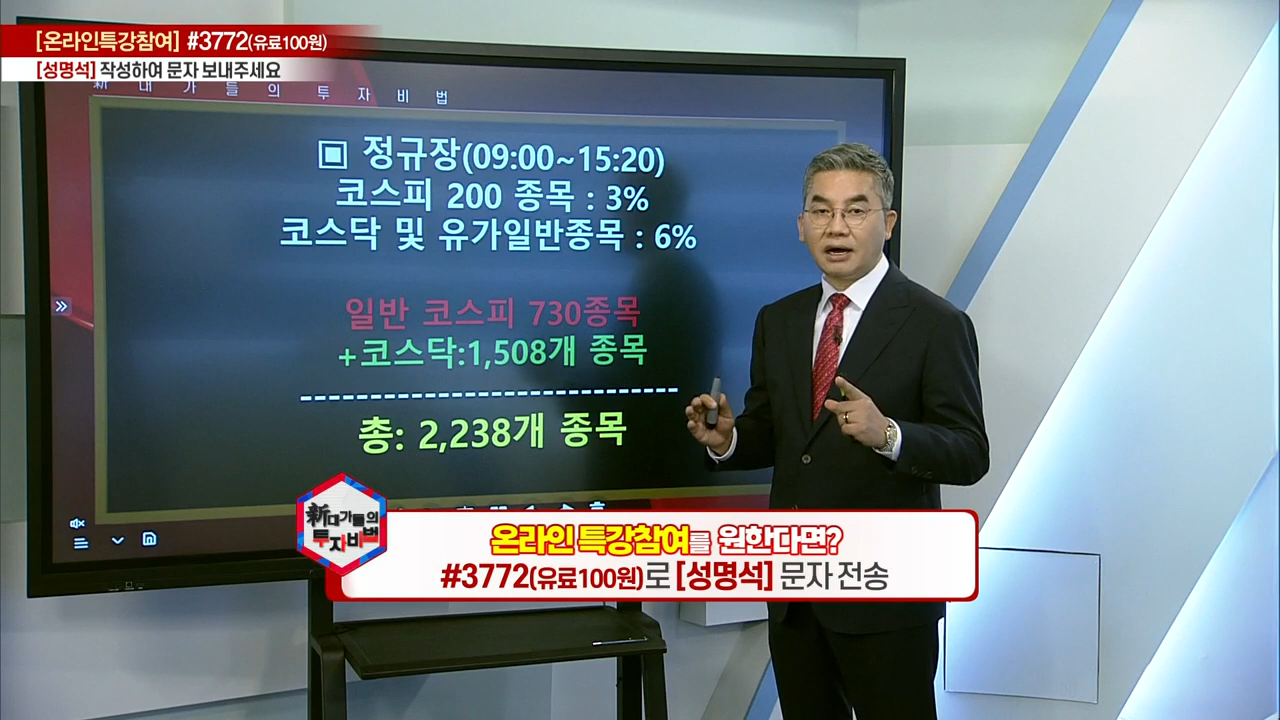 [온라인특강참여] #3772(유료100원)
[성명석] 작성하여 문자 보내주세요
新 대 가 들 의 투 자 비 법
▣ 정규장(09:00~15:20)
코스피 200 종목 : 3%
코스닥 및 유가일반종목 : 6%
일반 코스피 730종목
+코스닥:1,508개 종목
총: 2,238개 종목
新대가들의
투자비법
온라인 특강참여를 원한다면?
#3772(유료100원)로 [성명석] 문자 전송